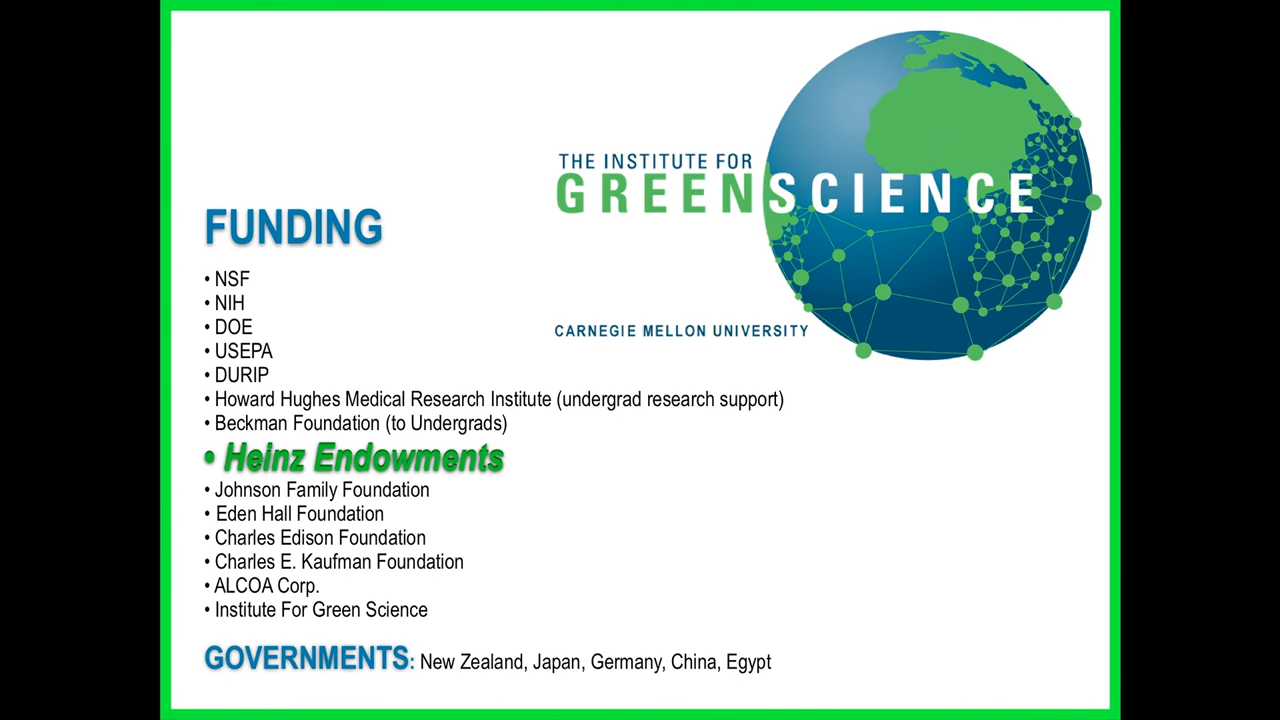 THE INSTITUTE FOR
GREENSCIENCE
CARNEGIE MELLON UNIVERSITY
FUNDING
• NSF
• NIH
• DOE
• USEPA
• DURIP
• Howard Hughes Medical Research Institute (undergrad research support)
• Beckman Foundation (to Undergrads)
• Heinz Endowments
• Johnson Family Foundation
• Eden Hall Foundation
• Charles Edison Foundation
• Charles E. Kaufman Foundation
• ALCOA Corp.
• Institute For Green Science
GOVERNMENTS: New Zealand, Japan, Germany, China, Egypt